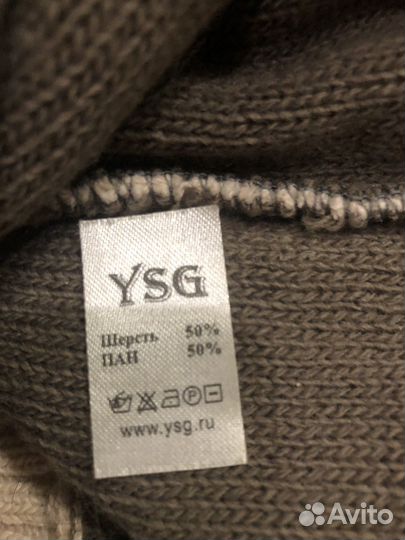 YSG
Шерсть 50%
ПАН 50%
www.ysg.ru
Avito